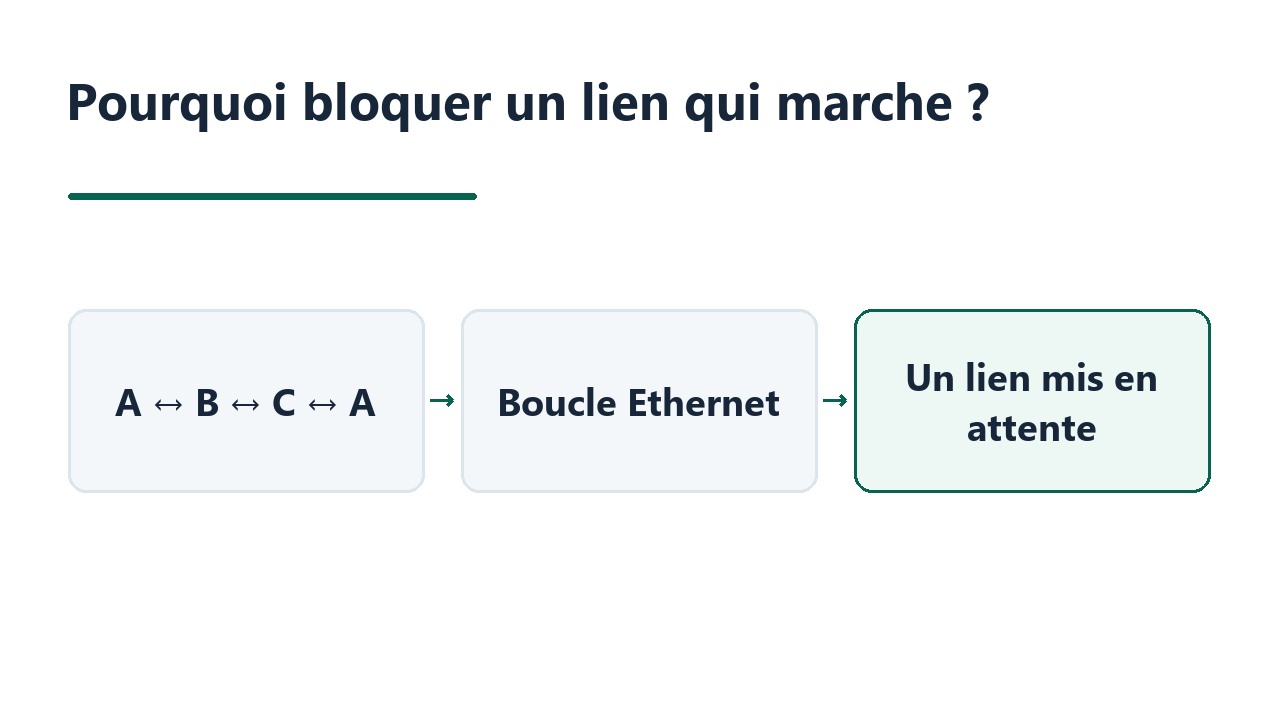 Pourquoi bloquer un lien qui marche ?
A ↔ B ↔ C ↔ A
Boucle Ethernet
Un lien mis en
attente